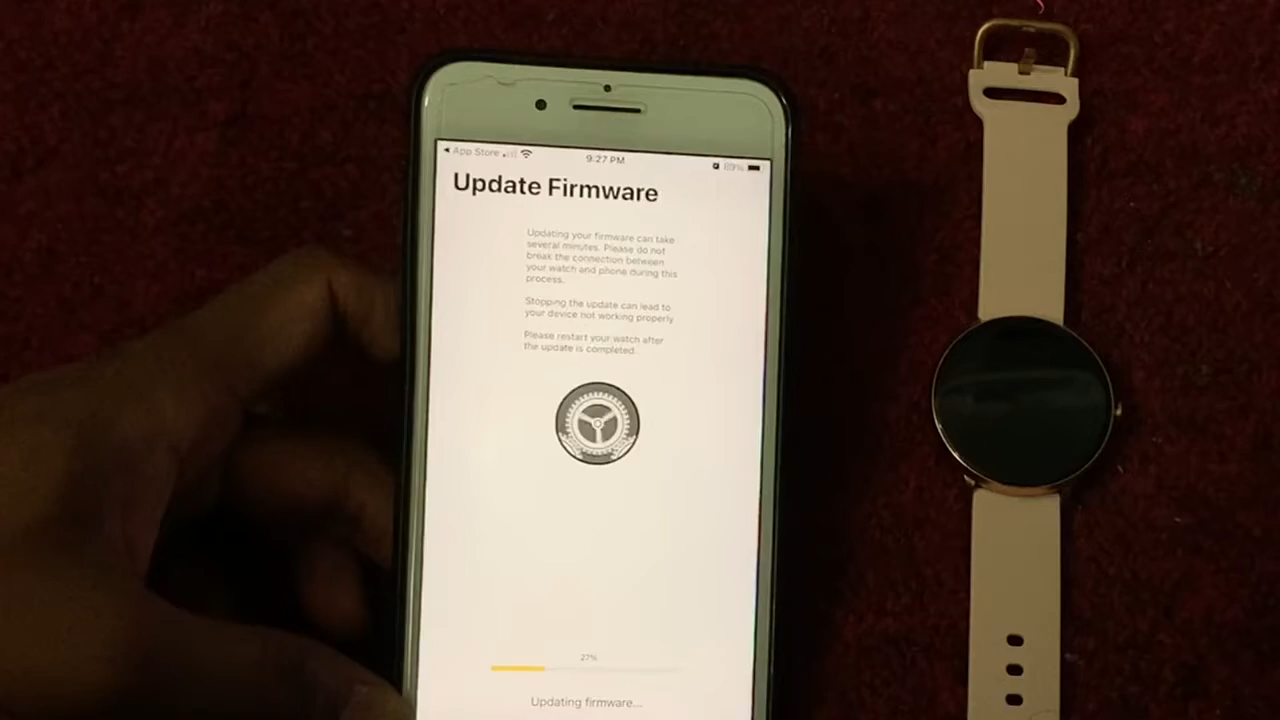 App Store
9:27 PM
89%
Update Firmware
Updating your firmware can take
several minutes. Please do not
break the connection between
your watch and phone during this
process.
Stopping the update can lead to
your device not working properly
Please restart your watch after
the update is completed.
27%
Updating firmware...